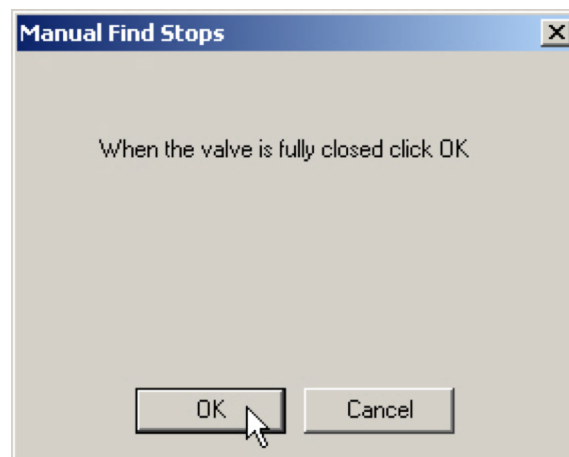 Manual Find Stops
When the valve is fully closed click OK
OK
Cancel